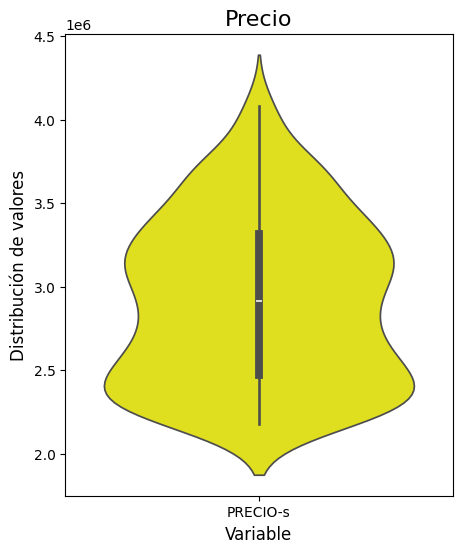 Precio
1e6
4.5
4.0
3.5
3.0
2.5
2.0
Distribución de valores
PRECIO-s
Variable